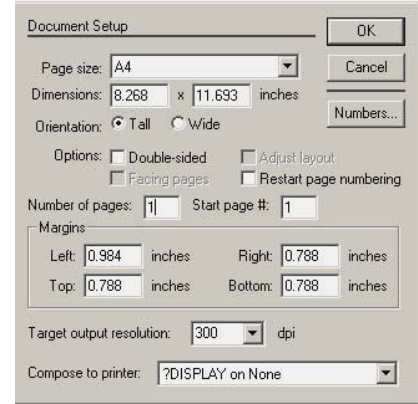 Document Setup
OK
Page size: A4
Cancel
Dimensions: 8.268 x 11.693 inches
Numbers...
Orientation: Tall Wide
Options: Double-sided Adjust layout
Facing pages Restart page numbering
Number of pages: 1 Start page #: 1
Margins
Left: 0.984 inches Right: 0.788 inches
Top: 0.788 inches Bottom: 0.788 inches
Target output resolution: 300 dpi
Compose to printer: ?DISPLAY on None